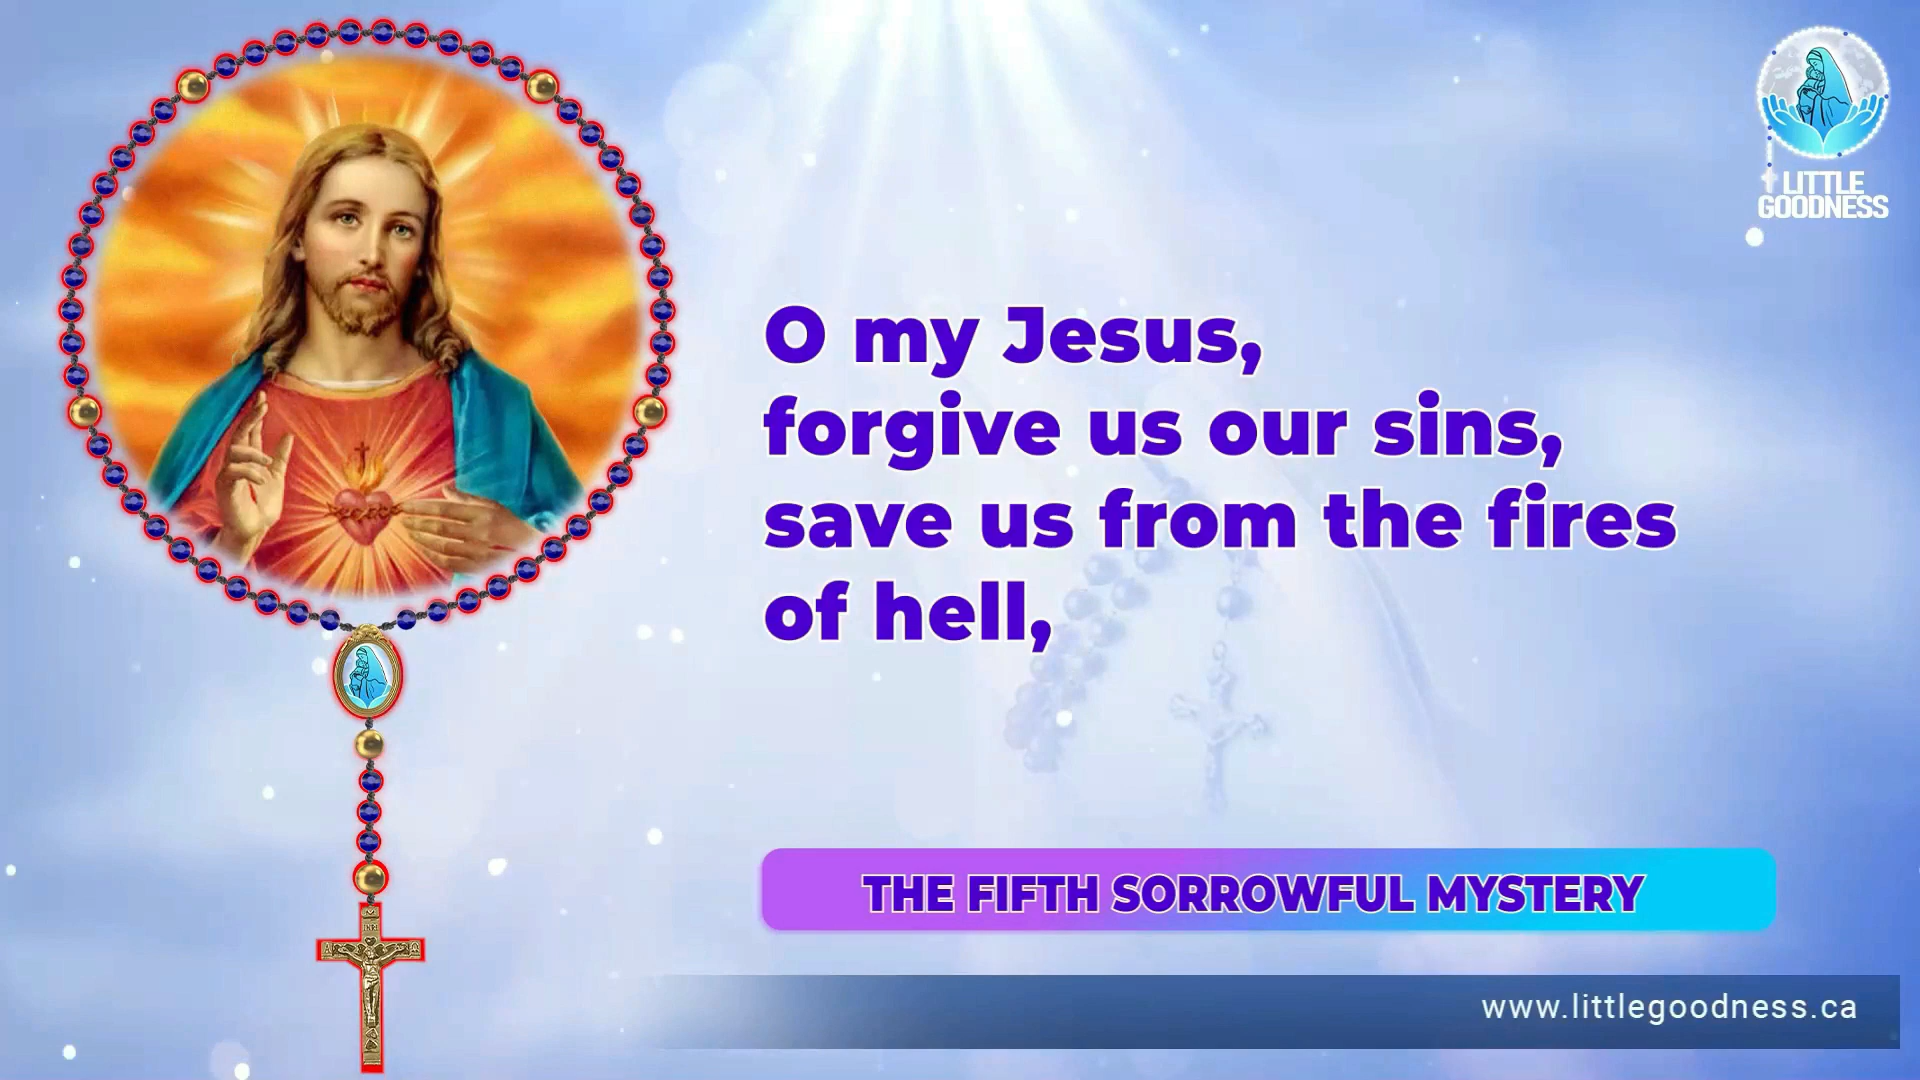 LITTLE
GOODNESS
O my Jesus,
forgive us our sins,
save us from the fires
of hell,
THE FIFTH SORROWFUL MYSTERY
INRI
www.littlegoodness.ca